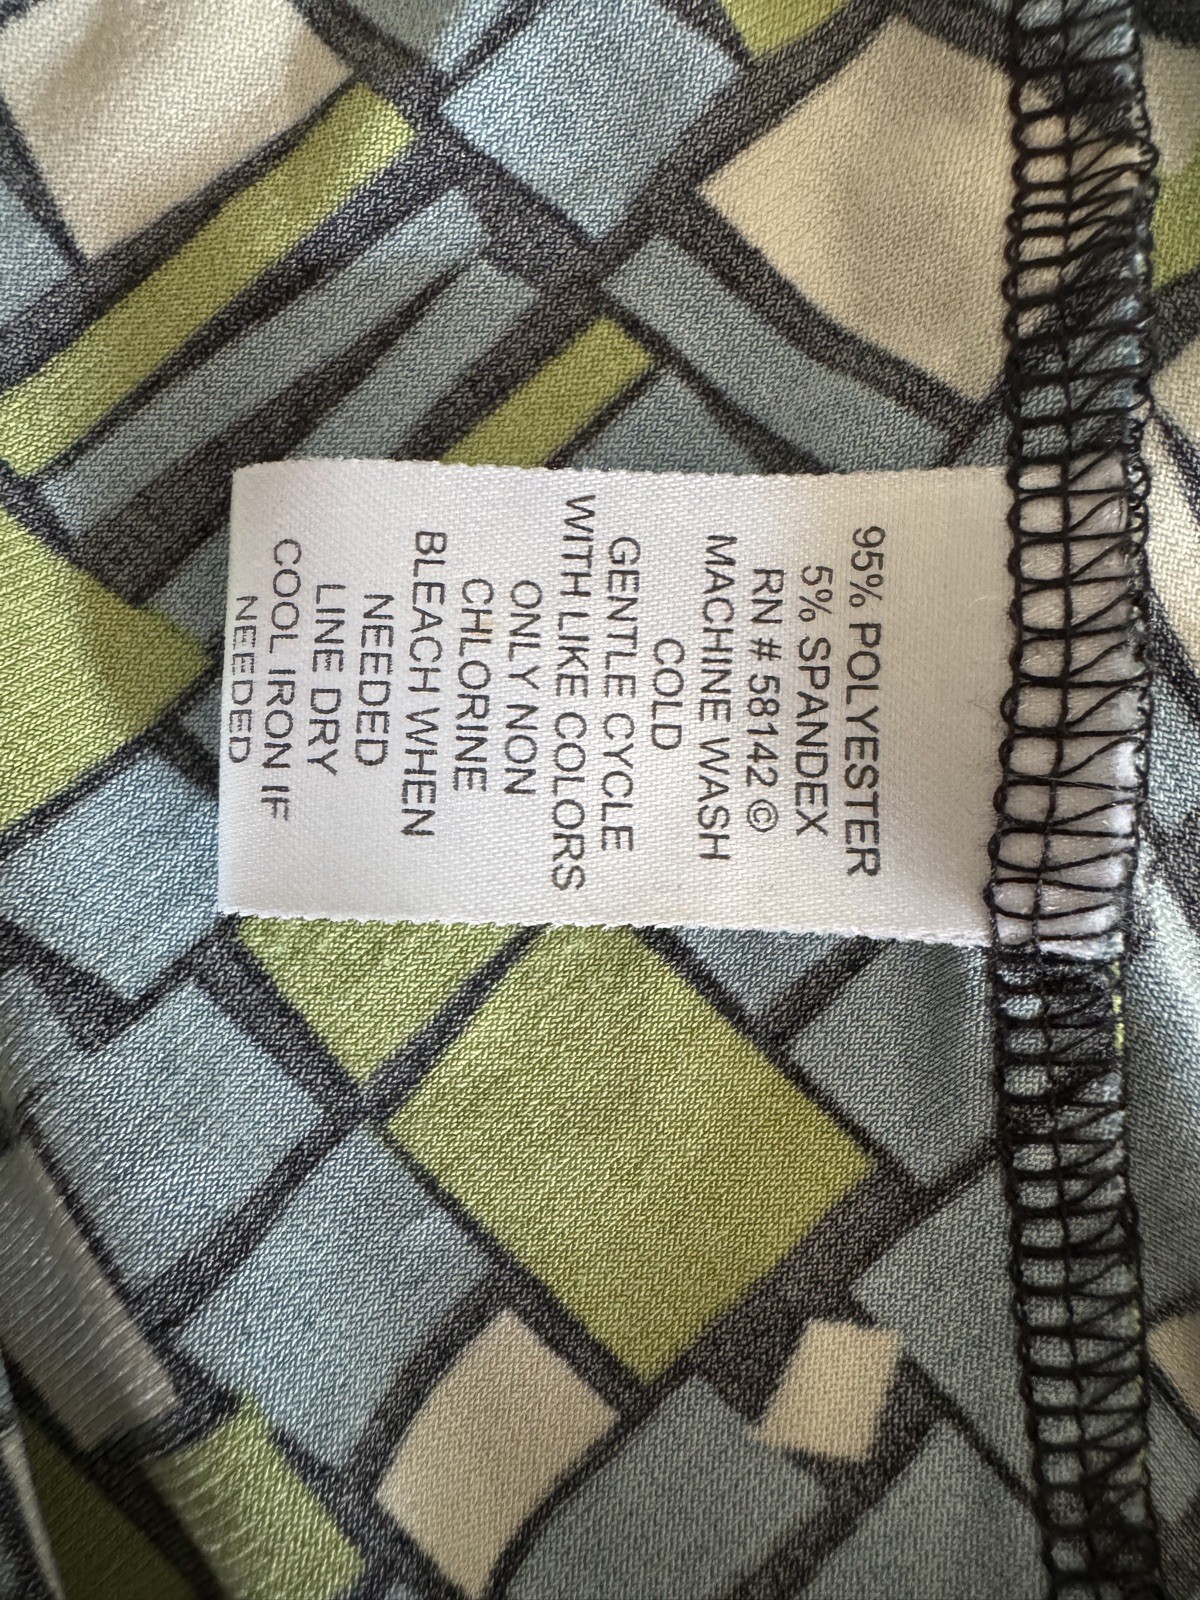 95% POLYESTER
5% SPANDEX
RN # 58142 ©
MACHINE WASH
COLD
GENTLE CYCLE
WITH LIKE COLORS
ONLY NON
CHLORINE
BLEACH WHEN
NEEDED
LINE DRY
COOL IRON IF
NEEDED